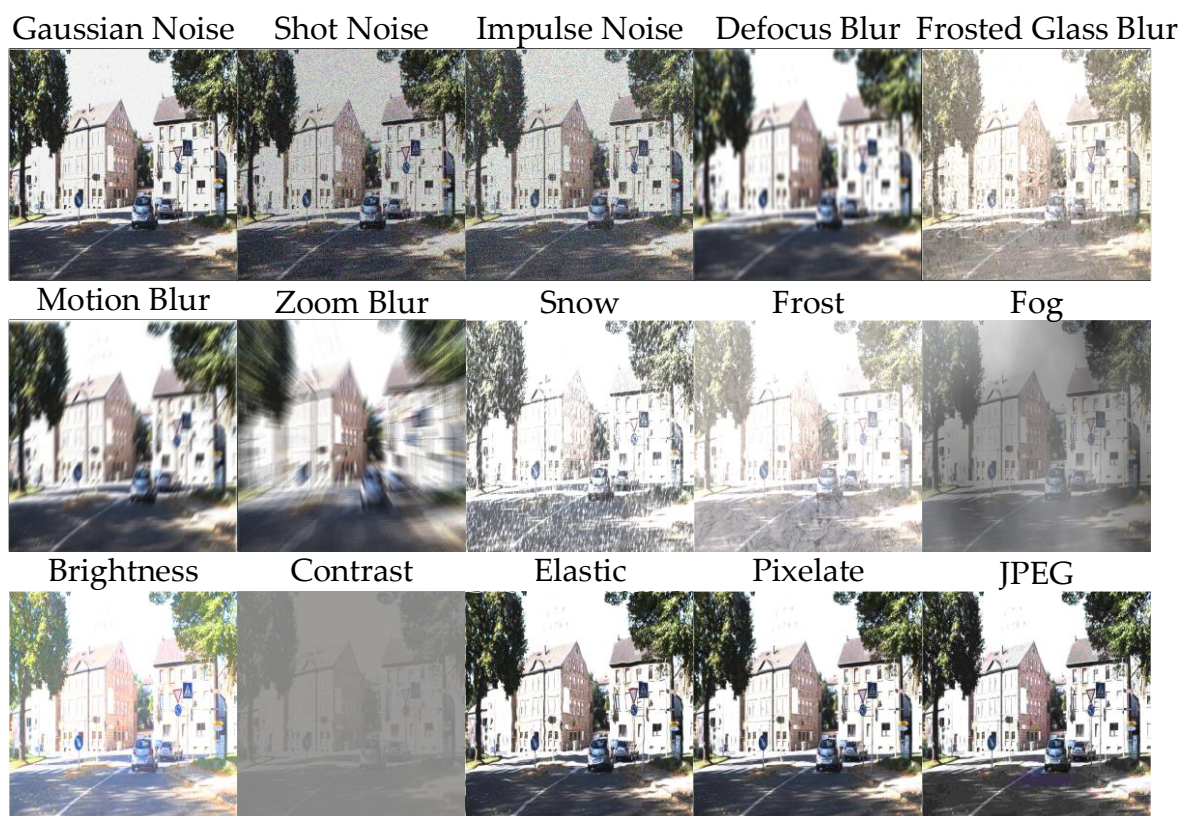 Gaussian Noise Shot Noise Impulse Noise Defocus Blur Frosted Glass Blur
Motion Blur Zoom Blur Snow Frost Fog
Brightness Contrast Elastic Pixelate JPEG